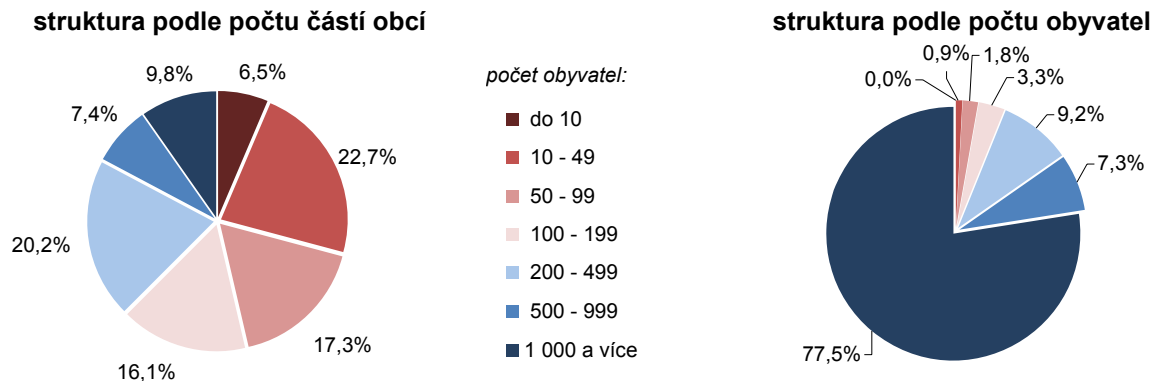 struktura podle počtu částí obcí
9,8%
6,5%
7,4%
22,7%
20,2%
17,3%
16,1%
počet obyvatel:
do 10
10 - 49
50 - 99
100 - 199
200 - 499
500 - 999
1 000 a více
struktura podle počtu obyvatel
0,9%
1,8%
0,0%
3,3%
9,2%
7,3%
77,5%